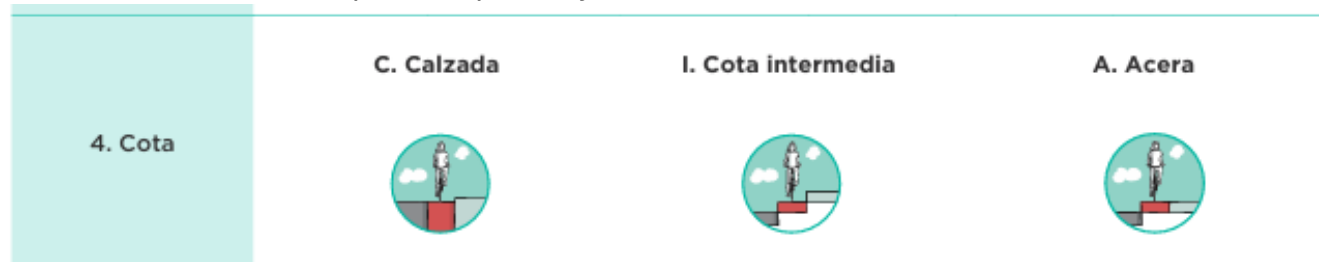 C. Calzada
I. Cota intermedia
A. Acera
4. Cota